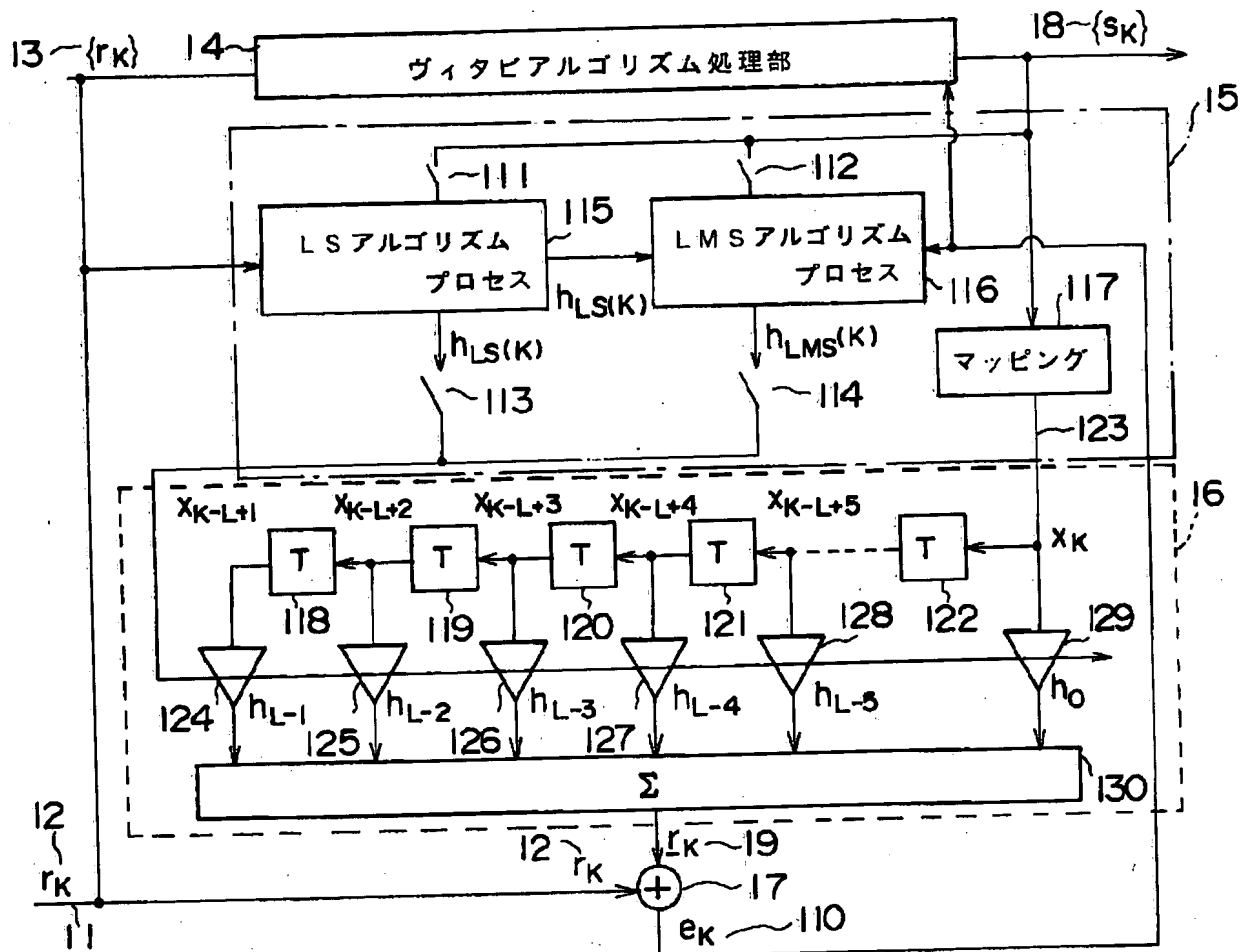 13 {rK}
14
18 {sK}
ヴィタビアルゴリズム処理部
15
111
112
115
LSアルゴリズム
プロセス
LMSアルゴリズム
プロセス
116
117
hLS(K)
hLS(K)
hLMS(K)
マッピング
113
114
123
16
XK-L+1
XK-L+2
XK-L+3
XK-L+4
XK-L+5
XK
T
T
T
T
T
118
119
120
121
122
128
129
124
hL-1
hL-2
hL-3
hL-4
hL-5
h0
125
126
127
Σ
130
12
rK
12
rK
rK
19
+
17
11
eK
110